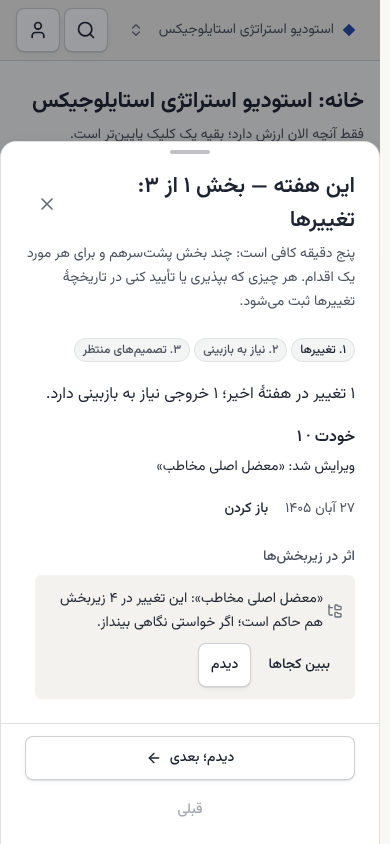 استودیو استراتژی استایلوجیکس
خانه: استودیو استراتژی استایلوجیکس
فقط آنچه الان ارزش دارد؛ بقیه یک کلیک پایین‌تر است.
این هفته — بخش ۱ از ۳:
تغییرها
پنج دقیقه کافی است: چند بخش پشت‌سرهم و برای هر مورد
یک اقدام. هر چیزی که بپذیری یا تأیید کنی در تاریخچهٔ
تغییرها ثبت می‌شود.
۱. تغییرها
۲. نیاز به بازبینی
۳. تصمیم‌های منتظر
۱ تغییر در هفتهٔ اخیر؛ ۱ خروجی نیاز به بازبینی دارد.
خودت · ۱
ویرایش شد: «معضل اصلی مخاطب»
۲۷ آبان ۱۴۰۵ باز کردن
اثر در زیربخش‌ها
«معضل اصلی مخاطب»: این تغییر در ۴ زیربخش
هم حاکم است؛ اگر خواستی نگاهی بینداز.
ببین کجاها
دیدم
دیدم؛ بعدی
قبلی